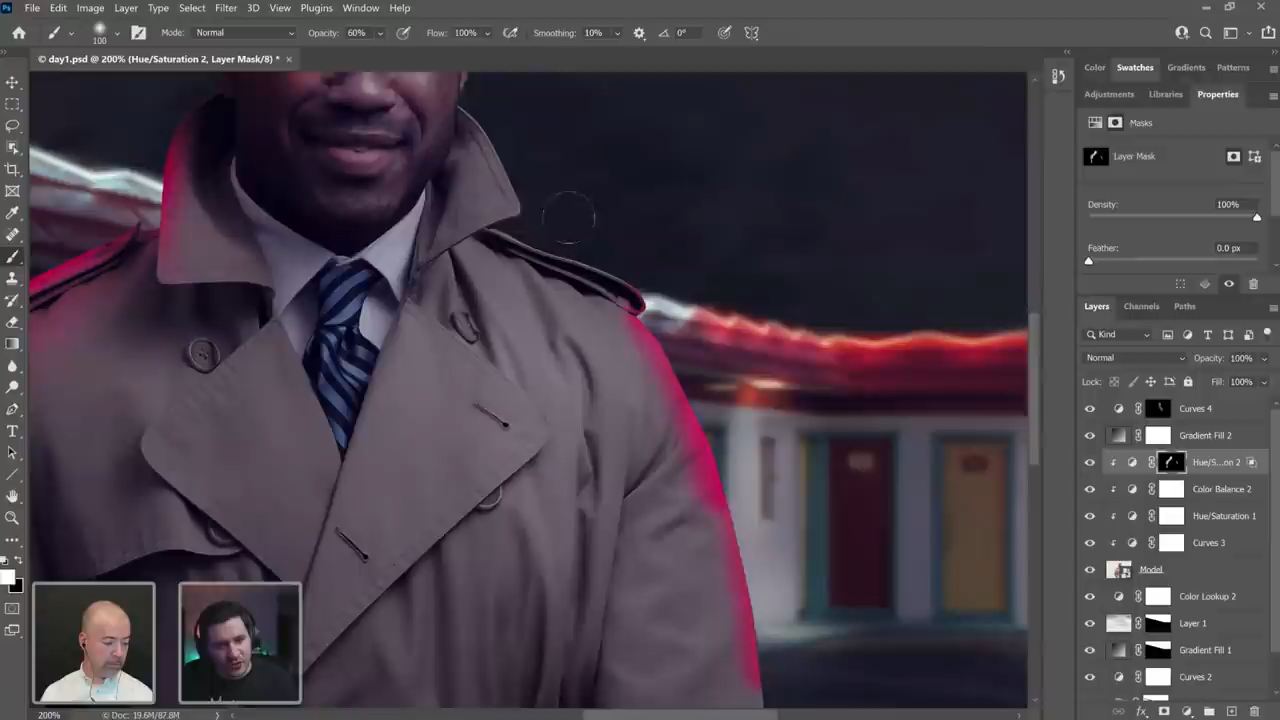 Ps File Edit Image Layer Type Select Filter 3D View Plugins Window Help
100 Mode: Normal Opacity: 60% Flow: 100% Smoothing: 10% 0°
© day1.psd @ 200% (Hue/Saturation 2, Layer Mask/8) *
Color Swatches Gradients Patterns
Adjustments Libraries Properties
Masks
Layer Mask
Density: 100%
Feather: 0.0 px
Layers Channels Paths
Kind
Normal Opacity: 100%
Lock: Fill: 100%
Curves 4
Gradient Fill 2
Hue/S...on 2
Color Balance 2
Hue/Saturation 1
Curves 3
Model
Color Lookup 2
Layer 1
Gradient Fill 1
Curves 2
200% © Doc: 19.6M/87.8M